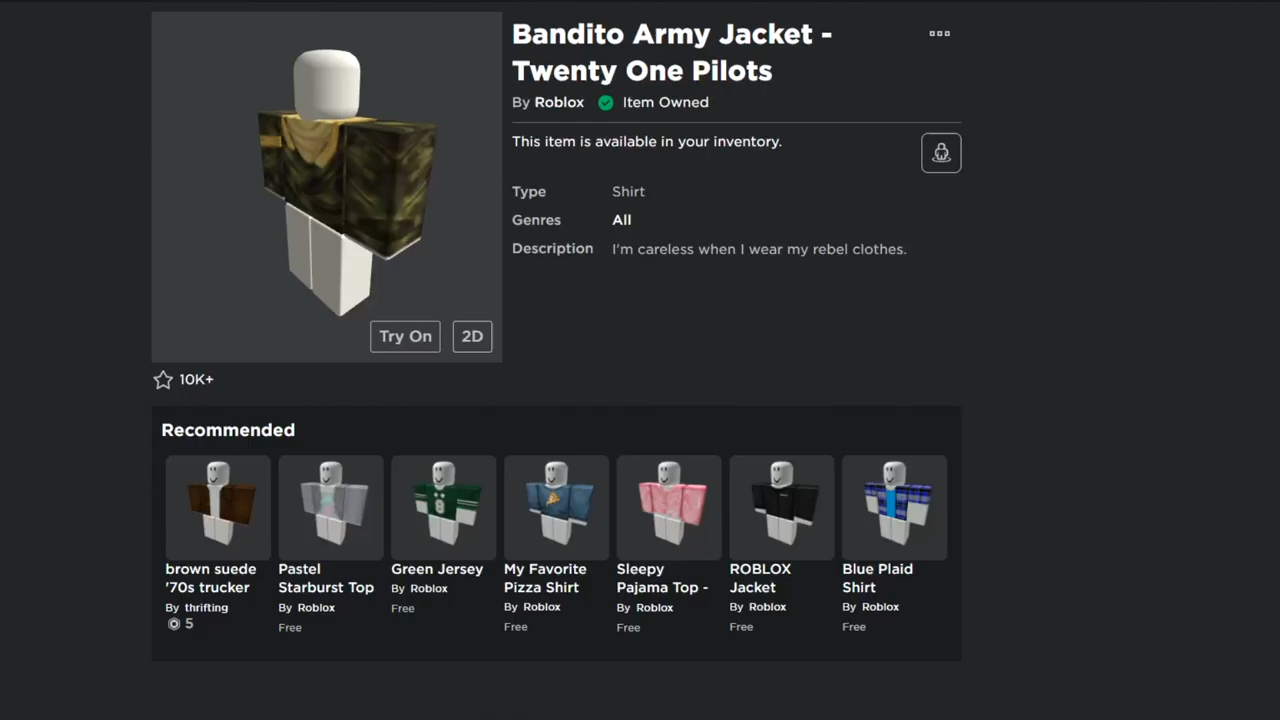 Bandito Army Jacket -
Twenty One Pilots
By Roblox Item Owned
This item is available in your inventory.
Type Shirt
Genres All
Description I'm careless when I wear my rebel clothes.
Try On 2D
10K+
Recommended
brown suede
'70s trucker
By thrifting
5
Pastel
Starburst Top
By Roblox
Free
Green Jersey
By Roblox
Free
My Favorite
Pizza Shirt
By Roblox
Free
Sleepy
Pajama Top -
By Roblox
Free
ROBLOX
Jacket
By Roblox
Free
Blue Plaid
Shirt
By Roblox
Free